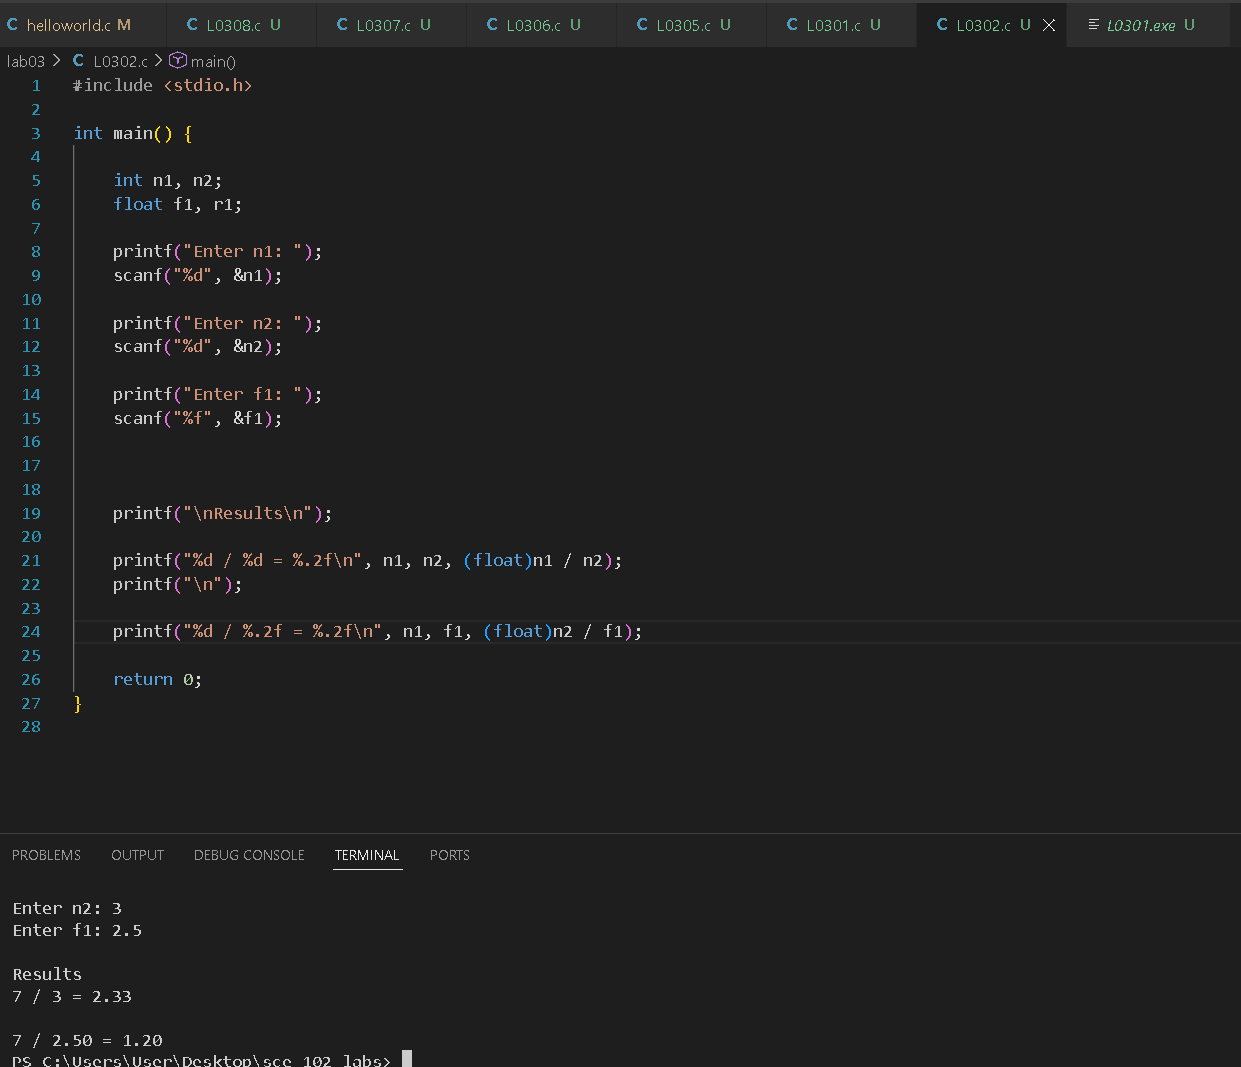 C helloworld.c M C L0308.c U C L0307.c U C L0306.c U C L0305.c U C L0301.c U C L0302.c U L0301.exe U
lab03 > C L0302.c > main()
1 #include <stdio.h>
2
3 int main() {
4
5 int n1, n2;
6 float f1, r1;
7
8 printf("Enter n1: ");
9 scanf("%d", &n1);
10
11 printf("Enter n2: ");
12 scanf("%d", &n2);
13
14 printf("Enter f1: ");
15 scanf("%f", &f1);
16
17
18
19 printf("\nResults\n");
20
21 printf("%d / %d = %.2f\n", n1, n2, (float)n1 / n2);
22 printf("\n");
23
24 printf("%d / %.2f = %.2f\n", n1, f1, (float)n2 / f1);
25
26 return 0;
27 }
28
PROBLEMS OUTPUT DEBUG CONSOLE TERMINAL PORTS
Enter n2: 3
Enter f1: 2.5
Results
7 / 3 = 2.33
7 / 2.50 = 1.20
PS C:\Users\User\Desktop\sce 102 labs>